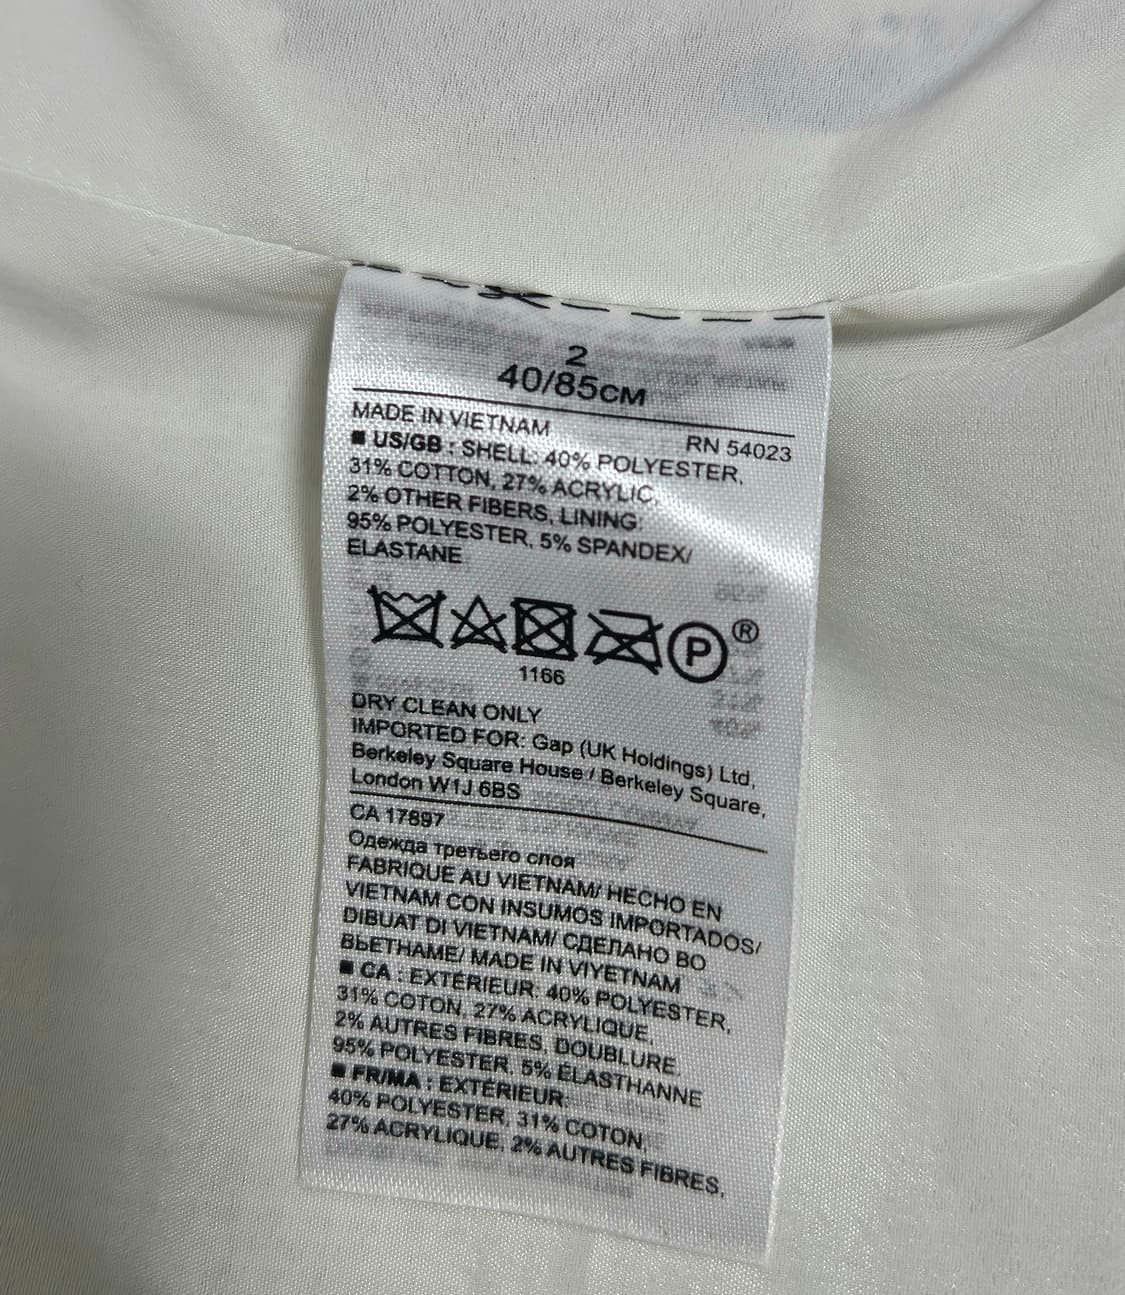 2
40/85CM
MADE IN VIETNAM RN 54023
■ US/GB : SHELL: 40% POLYESTER,
31% COTTON, 27% ACRYLIC,
2% OTHER FIBERS, LINING:
95% POLYESTER, 5% SPANDEX/
ELASTANE
P ®
1166
DRY CLEAN ONLY
IMPORTED FOR: Gap (UK Holdings) Ltd,
Berkeley Square House / Berkeley Square,
London W1J 6BS
CA 17897
Одежда третьего слоя
FABRIQUE AU VIETNAM/ HECHO EN
VIETNAM CON INSUMOS IMPORTADOS/
DIBUAT DI VIETNAM/ СДЕЛАНО ВО
ВЬЕТНАМЕ/ MADE IN VIYETNAM
■ CA : EXTÉRIEUR: 40% POLYESTER,
31% COTON, 27% ACRYLIQUE,
2% AUTRES FIBRES, DOUBLURE:
95% POLYESTER, 5% ÉLASTHANNE
■ FR/MA : EXTÉRIEUR:
40% POLYESTER, 31% COTON,
27% ACRYLIQUE, 2% AUTRES FIBRES,